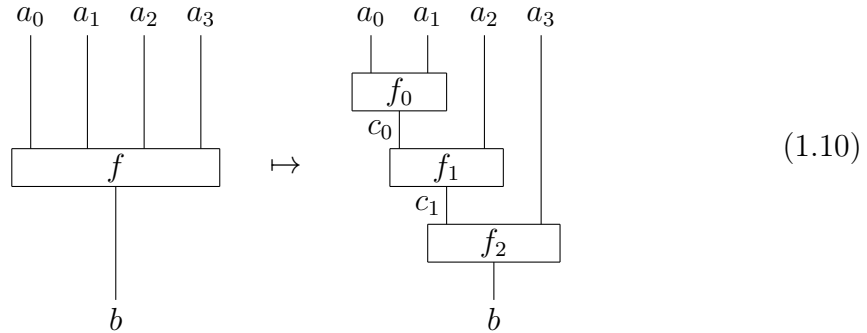 a₀ a₁ a₂ a₃ a₀ a₁ a₂ a₃
f₀
c₀
f ↦ f₁ (1.10)
c₁
f₂
b b